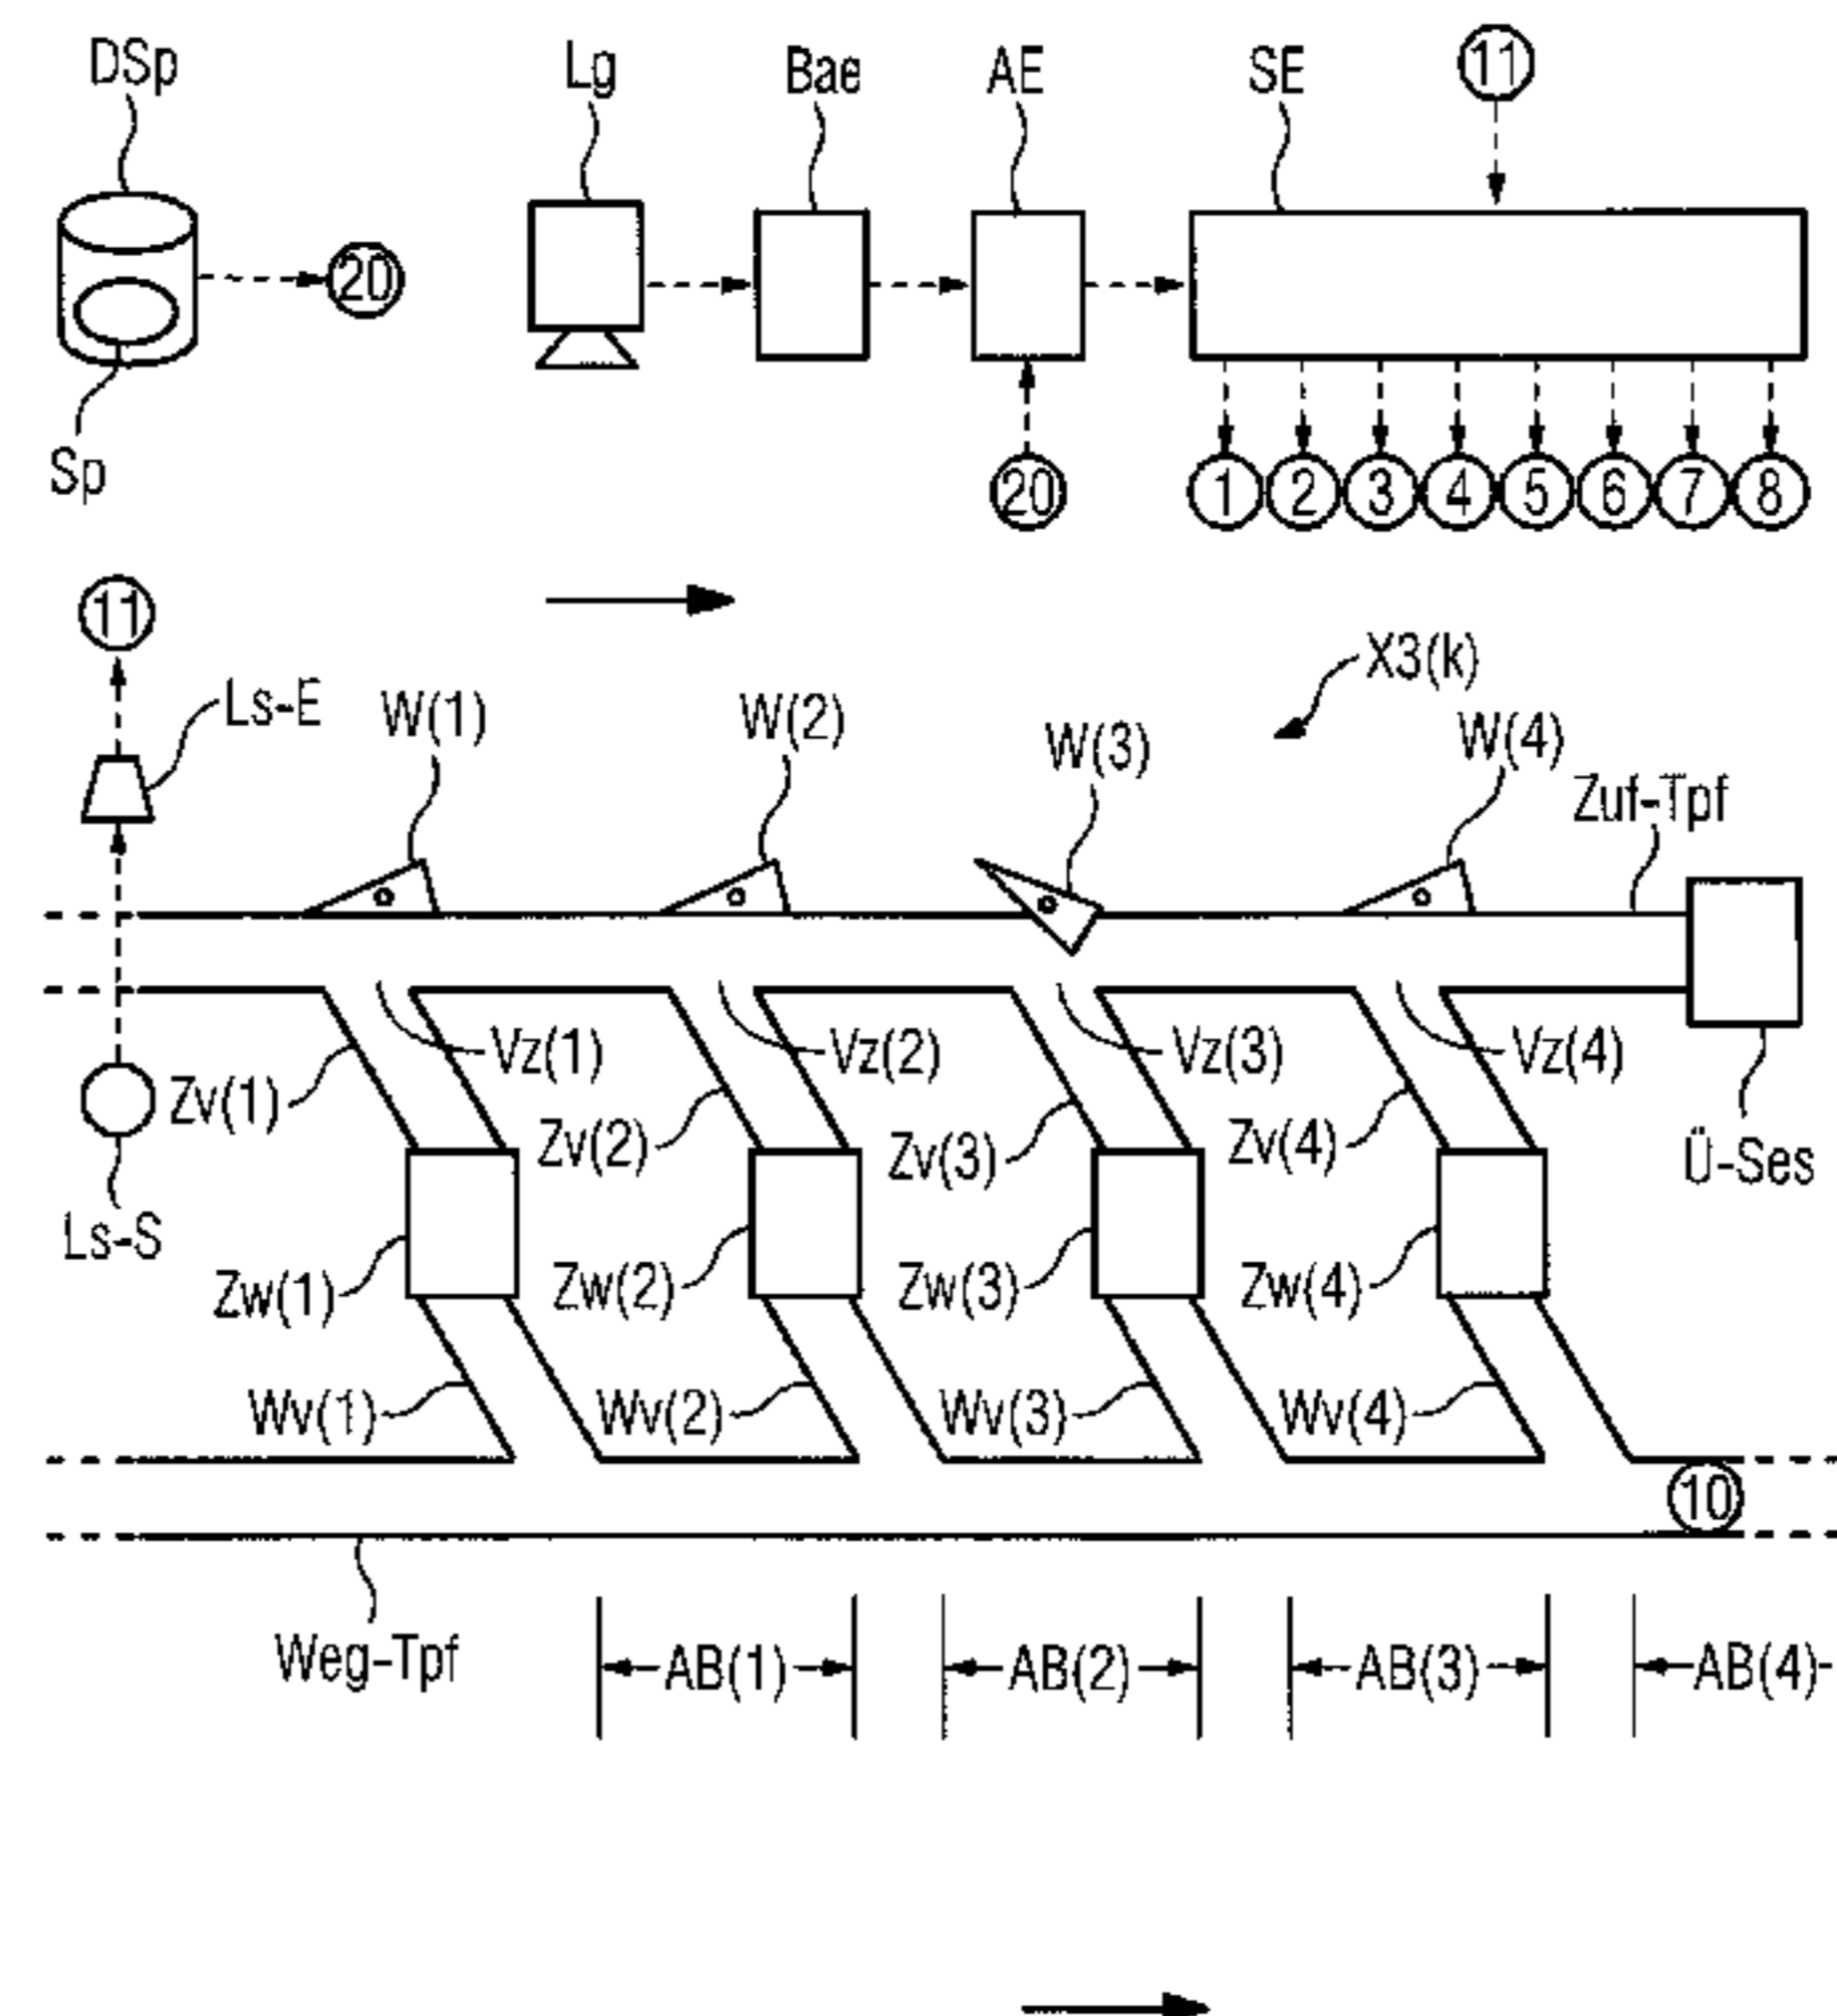 DSp Lg Bae AE SE 11
20
Sp
20 1 2 3 4 5 6 7 8
11
X3(k)
Ls-E W(1) W(2) W(3) W(4)
Zuf-Tpf
Vz(1) Vz(2) Vz(3) Vz(4)
Zv(1) Zv(2) Zv(3) Zv(4) Ü-Ses
Ls-S
Zw(1) Zw(2) Zw(3) Zw(4)
Wv(1) Wv(2) Wv(3) Wv(4)
10
Weg-Tpf AB(1) AB(2) AB(3) AB(4)